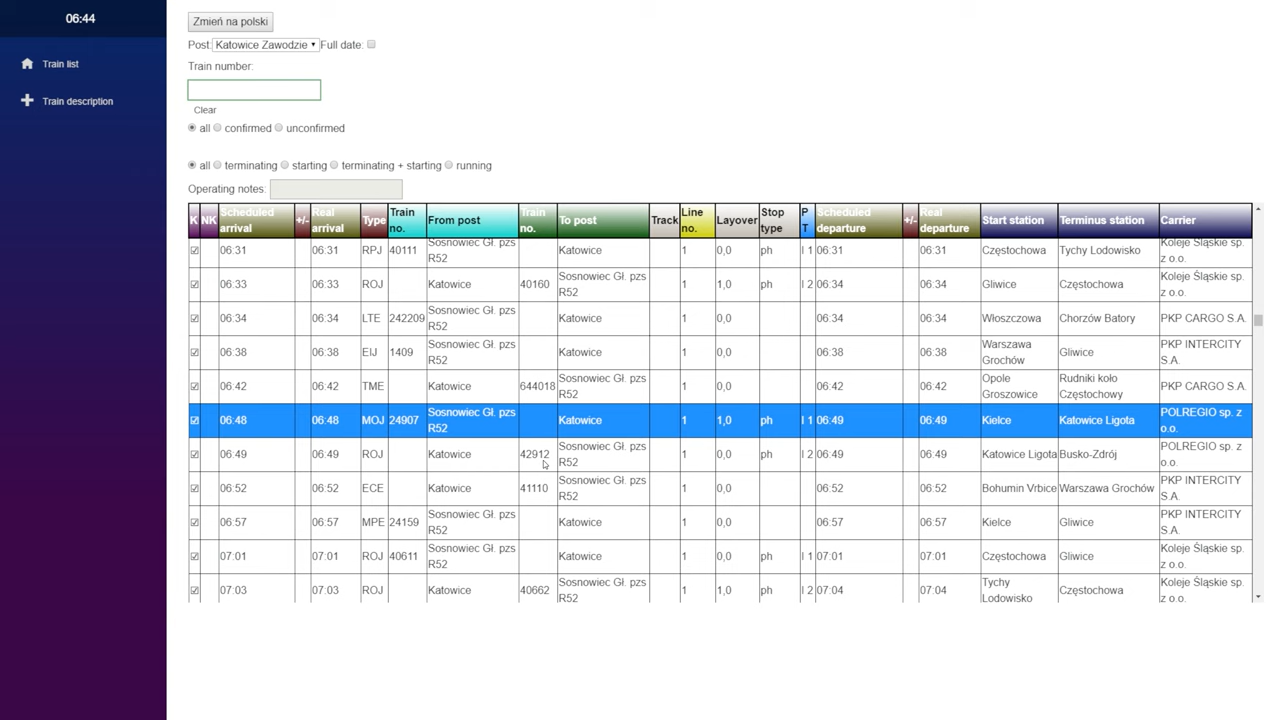 06:44
Train list
Train description
Zmień na polski
Post: Katowice Zawodzie Full date:
Train number:
Clear
all confirmed unconfirmed
all terminating starting terminating + starting running
Operating notes:
K NK Scheduled arrival +/- Real arrival Type Train no. From post Train no. To post Track Line no. Layover Stop type P T Scheduled departure +/- Real departure Start station Terminus station Carrier
06:31 06:31 RPJ 40111 Sosnowiec Gł. pzs R52 Katowice 1 0,0 ph I 1 06:31 06:31 Częstochowa Tychy Lodowisko Koleje Śląskie sp. z o.o.
06:33 06:33 ROJ Katowice 40160 Sosnowiec Gł. pzs R52 1 1,0 ph I 2 06:34 06:34 Gliwice Częstochowa Koleje Śląskie sp. z o.o.
06:34 06:34 LTE 242209 Sosnowiec Gł. pzs R52 Katowice 1 0,0 06:34 06:34 Włoszczowa Chorzów Batory PKP CARGO S.A.
06:38 06:38 EIJ 1409 Sosnowiec Gł. pzs R52 Katowice 1 0,0 06:38 06:38 Warszawa Grochów Gliwice PKP INTERCITY S.A.
06:42 06:42 TME Katowice 644018 Sosnowiec Gł. pzs R52 1 0,0 06:42 06:42 Opole Groszowice Rudniki koło Częstochowy PKP CARGO S.A.
06:48 06:48 MOJ 24907 Sosnowiec Gł. pzs R52 Katowice 1 1,0 ph I 1 06:49 06:49 Kielce Katowice Ligota POLREGIO sp. z o.o.
06:49 06:49 ROJ Katowice 42912 Sosnowiec Gł. pzs R52 1 0,0 ph I 2 06:49 06:49 Katowice Ligota Busko-Zdrój POLREGIO sp. z o.o.
06:52 06:52 ECE Katowice 41110 Sosnowiec Gł. pzs R52 1 0,0 06:52 06:52 Bohumin Vrbice Warszawa Grochów PKP INTERCITY S.A.
06:57 06:57 MPE 24159 Sosnowiec Gł. pzs R52 Katowice 1 0,0 06:57 06:57 Kielce Gliwice PKP INTERCITY S.A.
07:01 07:01 ROJ 40611 Sosnowiec Gł. pzs R52 Katowice 1 0,0 ph I 1 07:01 07:01 Częstochowa Gliwice Koleje Śląskie sp. z o.o.
07:03 07:03 ROJ Katowice 40662 Sosnowiec Gł. pzs R52 1 1,0 ph I 2 07:04 07:04 Tychy Lodowisko Częstochowa Koleje Śląskie sp. z o.o.